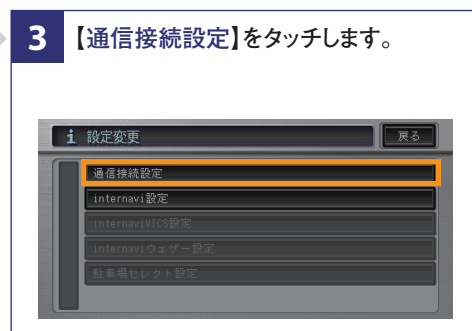 3 【通信接続設定】をタッチします。
i 設定変更 戻る
通信接続設定
internavi設定
internaviVICS設定
internaviウェザー設定
駐車場セレクト設定